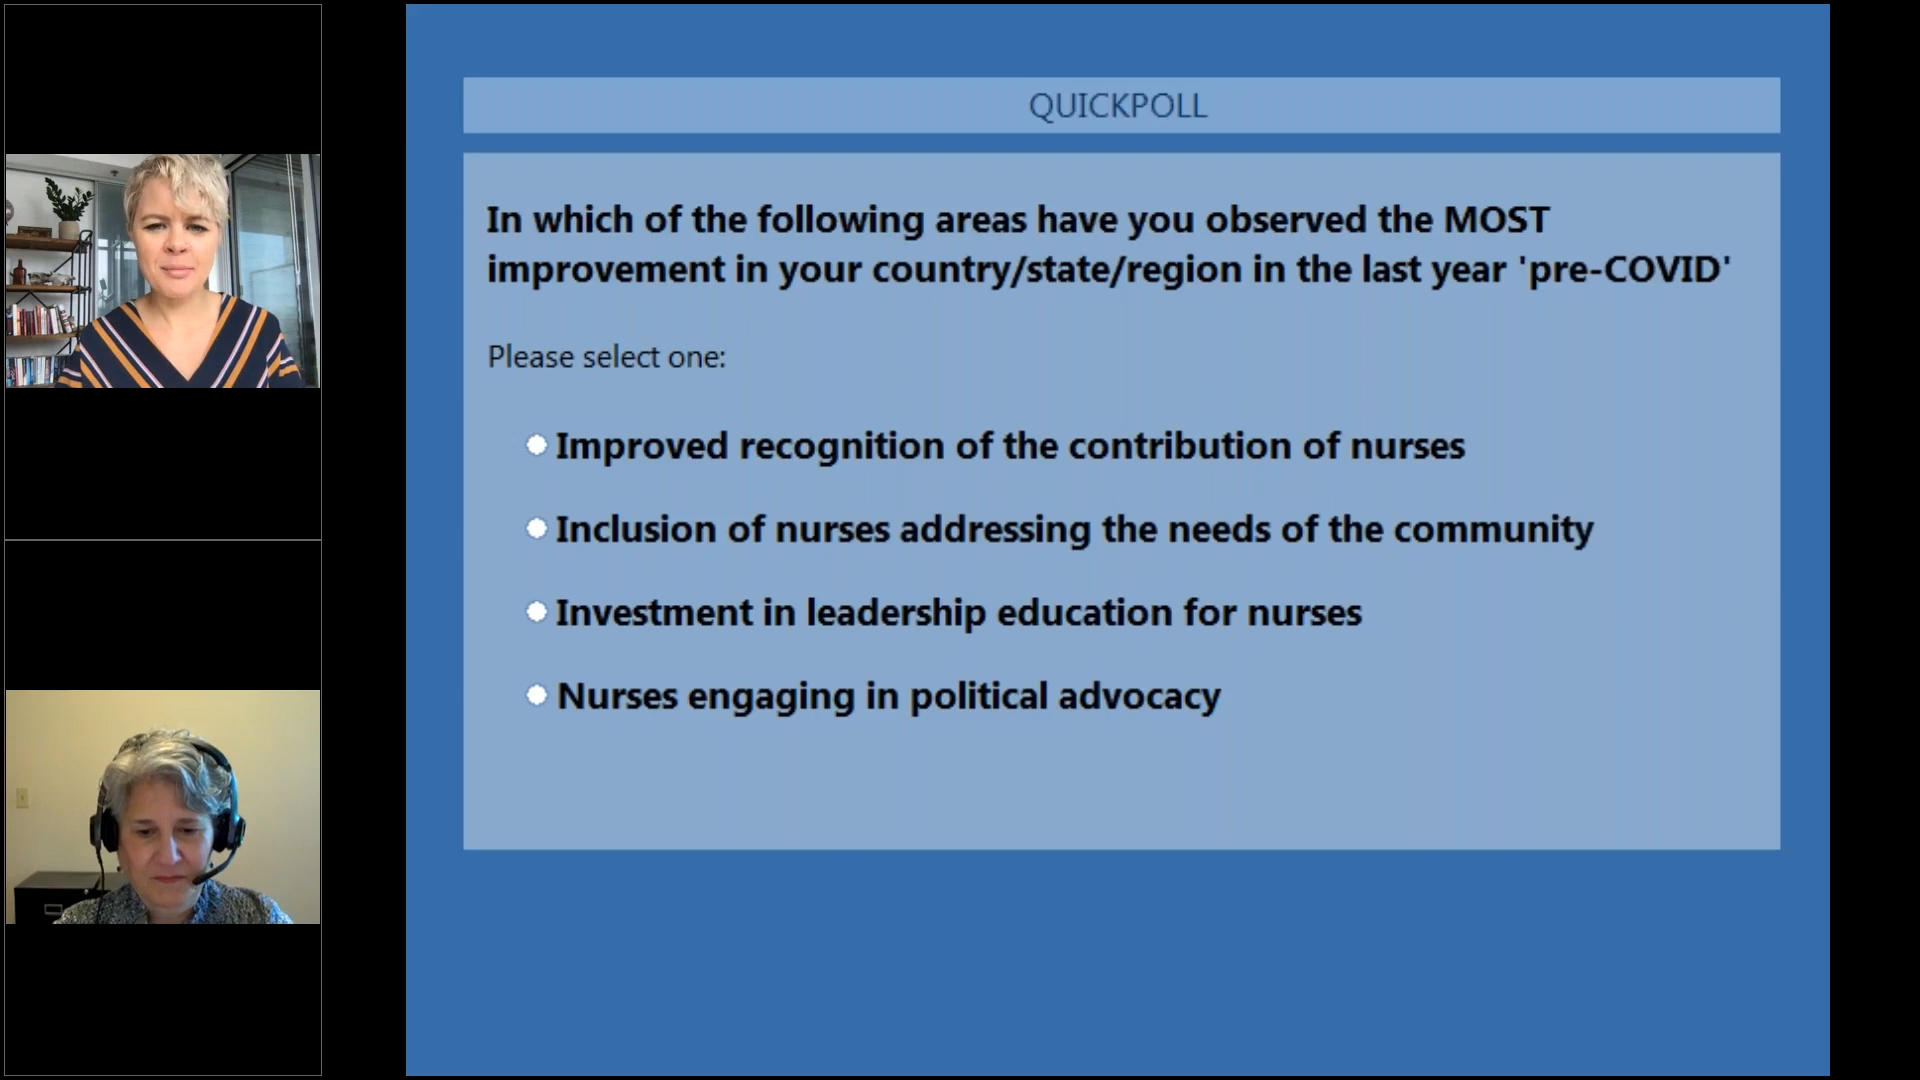 QUICKPOLL
In which of the following areas have you observed the MOST
improvement in your country/state/region in the last year 'pre-COVID'
Please select one:
Improved recognition of the contribution of nurses
Inclusion of nurses addressing the needs of the community
Investment in leadership education for nurses
Nurses engaging in political advocacy